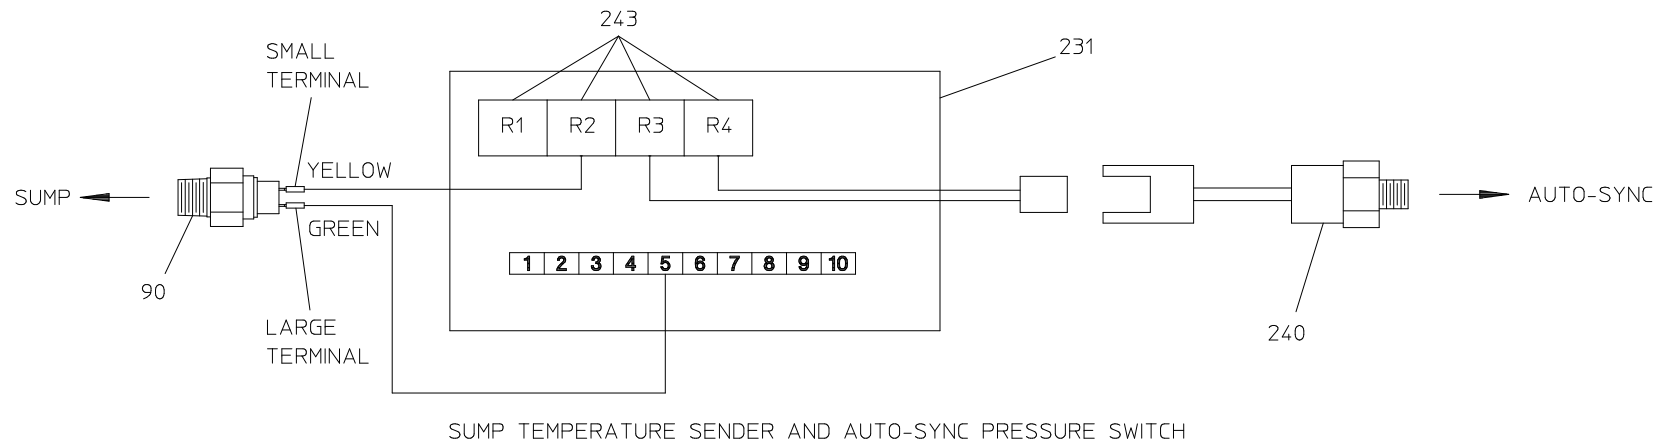 243
SMALL
TERMINAL
231
R1 R2 R3 R4
YELLOW
SUMP
AUTO-SYNC
GREEN
1 2 3 4 5 6 7 8 9 10
90
LARGE
TERMINAL
240
SUMP TEMPERATURE SENDER AND AUTO-SYNC PRESSURE SWITCH